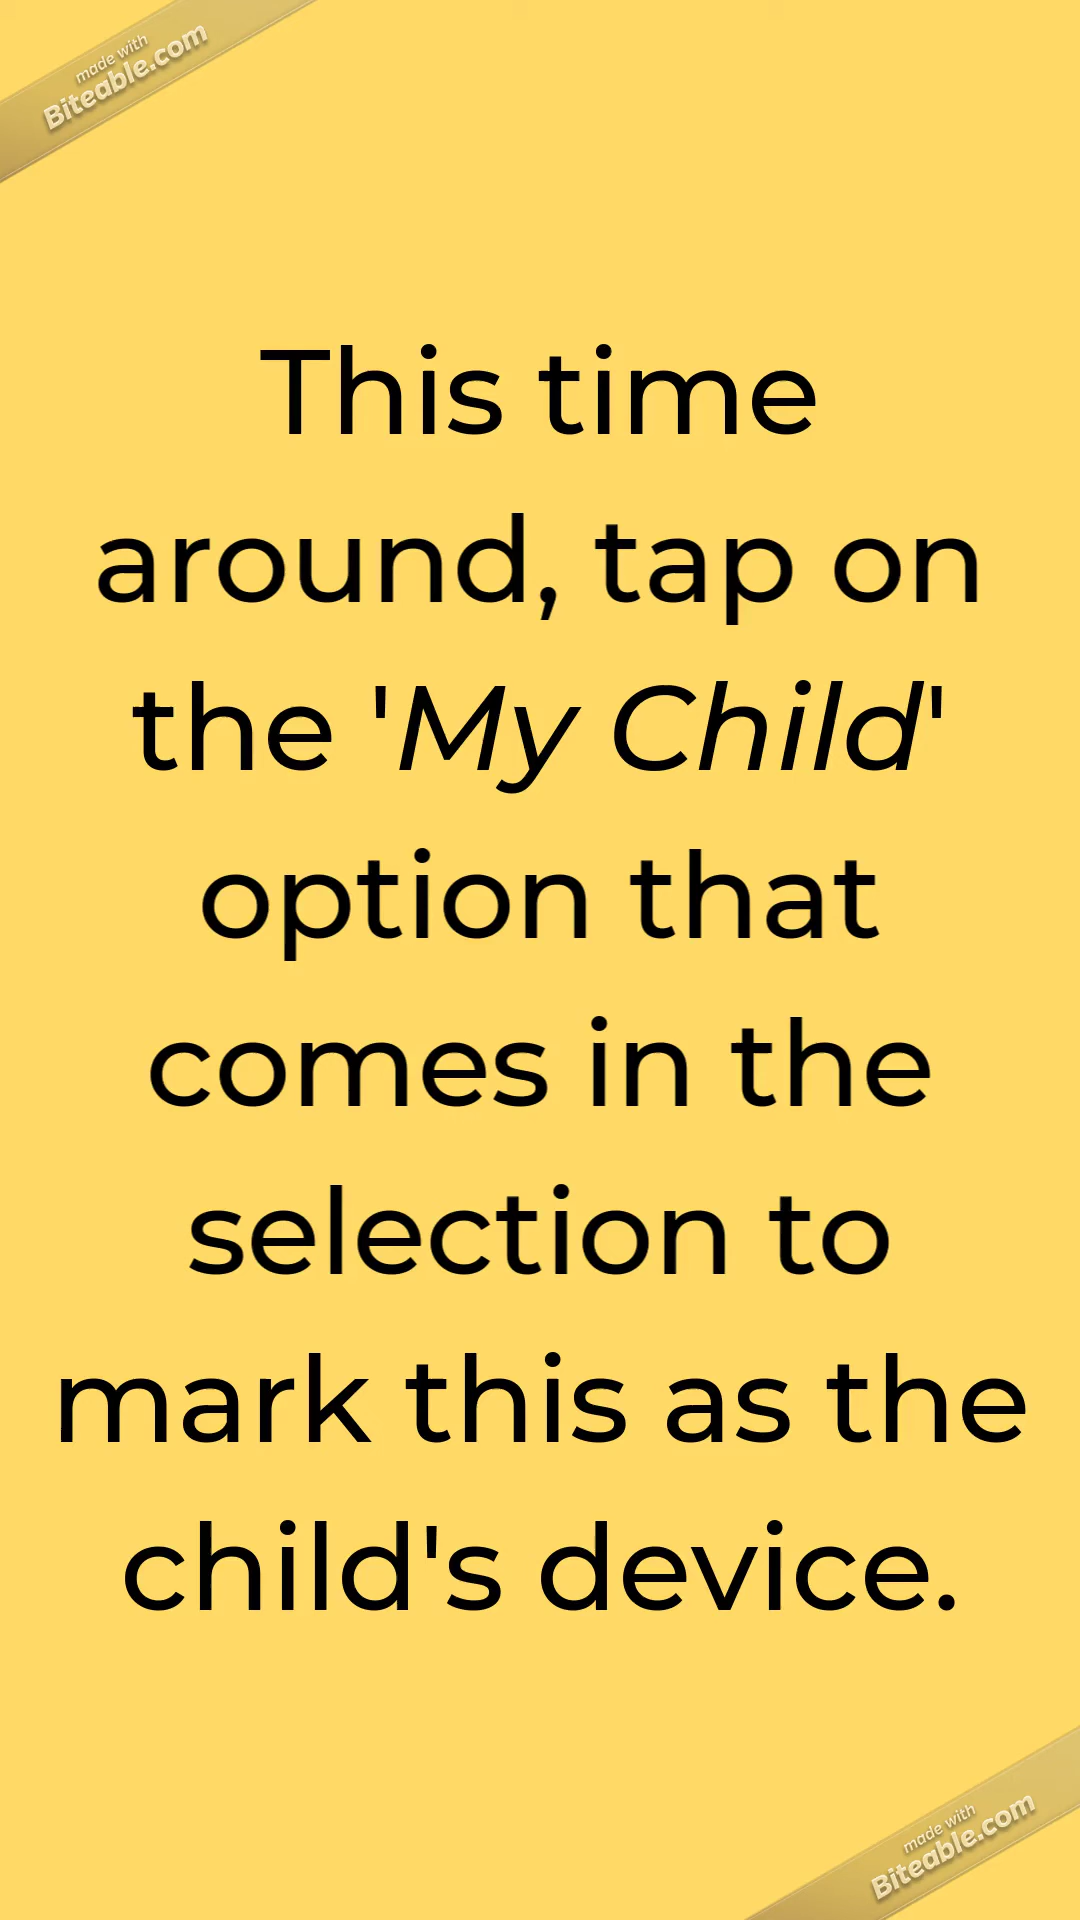 made with
Biteable.com
This time
around, tap on
the 'My Child'
option that
comes in the
selection to
mark this as the
child's device.
made with
Biteable.com